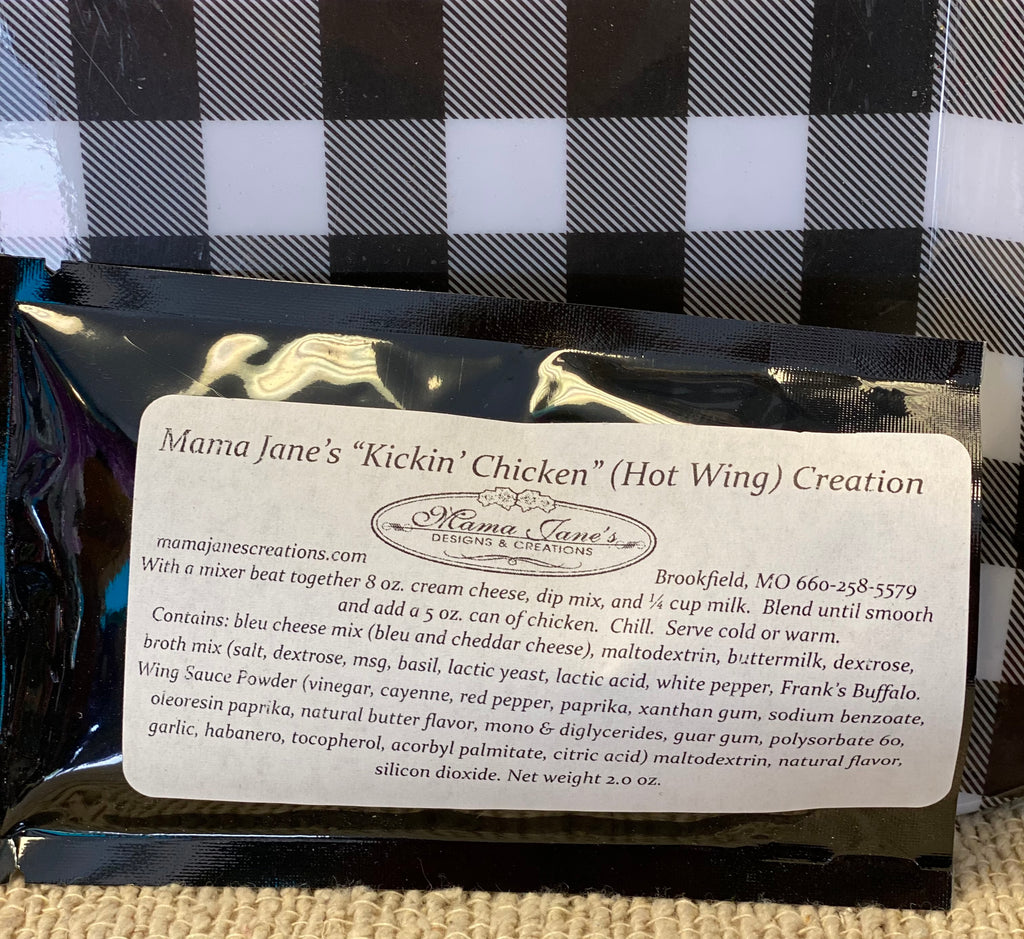 Mama Jane's "Kickin' Chicken" (Hot Wing) Creation
Mama Jane's
DESIGNS & CREATIONS
mamajanescreations.com
Brookfield, MO 660-258-5579
With a mixer beat together 8 oz. cream cheese, dip mix, and ¼ cup milk. Blend until smooth
and add a 5 oz. can of chicken. Chill. Serve cold or warm.
Contains: bleu cheese mix (bleu and cheddar cheese), maltodextrin, buttermilk, dextrose,
broth mix (salt, dextrose, msg, basil, lactic yeast, lactic acid, white pepper, Frank's Buffalo.
Wing Sauce Powder (vinegar, cayenne, red pepper, paprika, xanthan gum, sodium benzoate,
oleoresin paprika, natural butter flavor, mono & diglycerides, guar gum, polysorbate 60,
garlic, habanero, tocopherol, acorbyl palmitate, citric acid) maltodextrin, natural flavor,
silicon dioxide. Net weight 2.0 oz.